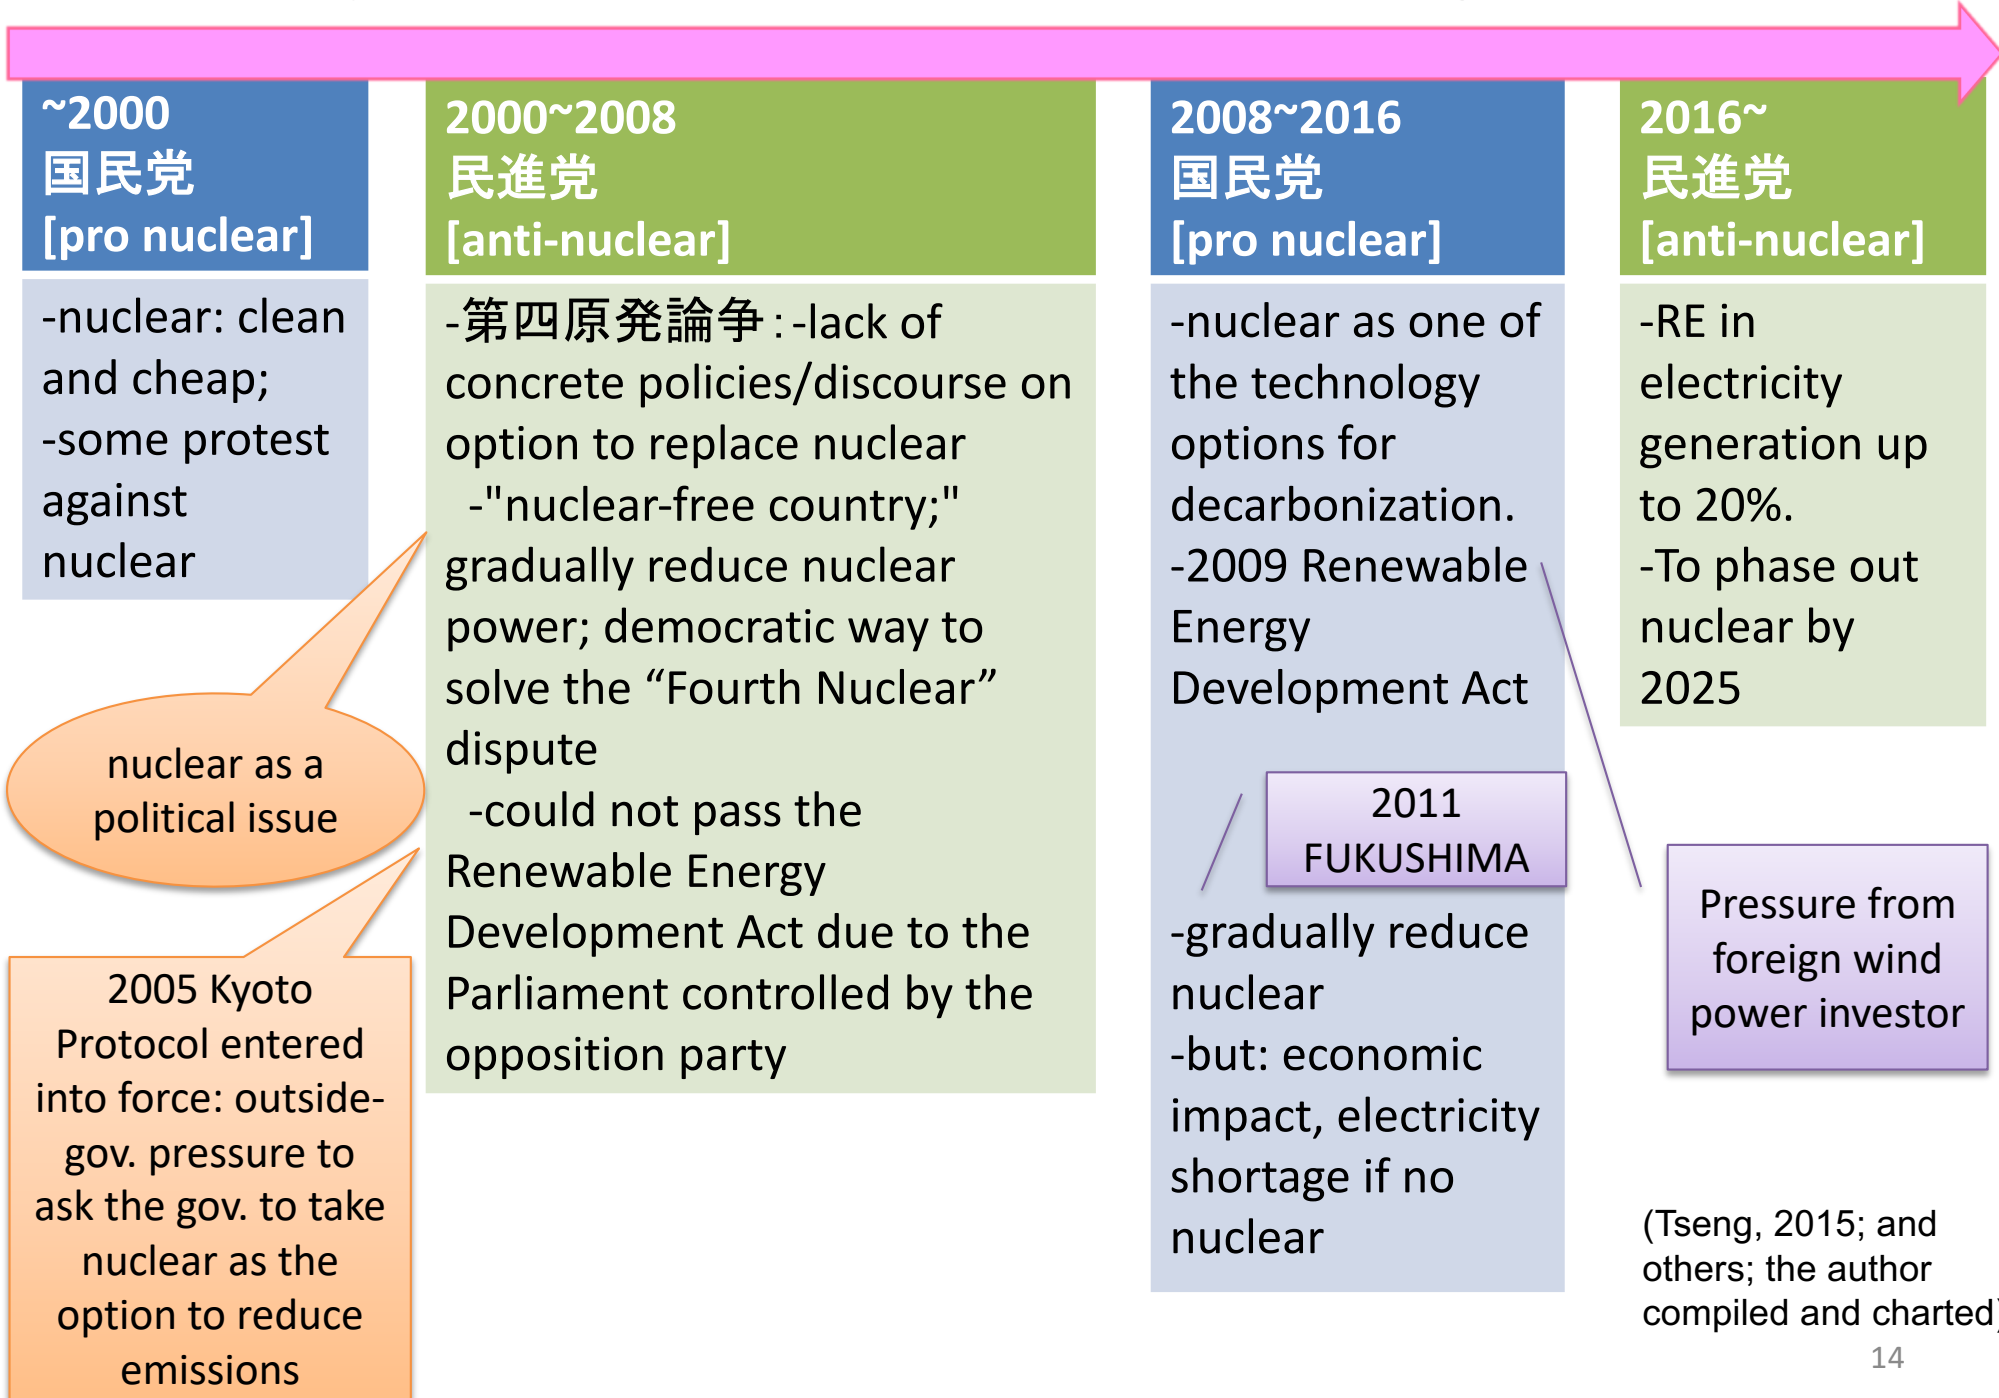 ~2000
国民党
[pro nuclear]
-nuclear: clean
and cheap;
-some protest
against
nuclear
nuclear as a
political issue
2005 Kyoto
Protocol entered
into force: outside-
gov. pressure to
ask the gov. to take
nuclear as the
option to reduce
emissions
2000~2008
民進党
[anti-nuclear]
-第四原発論争：-lack of
concrete policies/discourse on
option to replace nuclear
-"nuclear-free country;"
gradually reduce nuclear
power; democratic way to
solve the “Fourth Nuclear”
dispute
-could not pass the
Renewable Energy
Development Act due to the
Parliament controlled by the
opposition party
2008~2016
国民党
[pro nuclear]
-nuclear as one of
the technology
options for
decarbonization.
-2009 Renewable
Energy
Development Act
2011
FUKUSHIMA
-gradually reduce
nuclear
-but: economic
impact, electricity
shortage if no
nuclear
2016~
民進党
[anti-nuclear]
-RE in
electricity
generation up
to 20%.
-To phase out
nuclear by
2025
Pressure from
foreign wind
power investor
(Tseng, 2015; and
others; the author
compiled and charted)
14